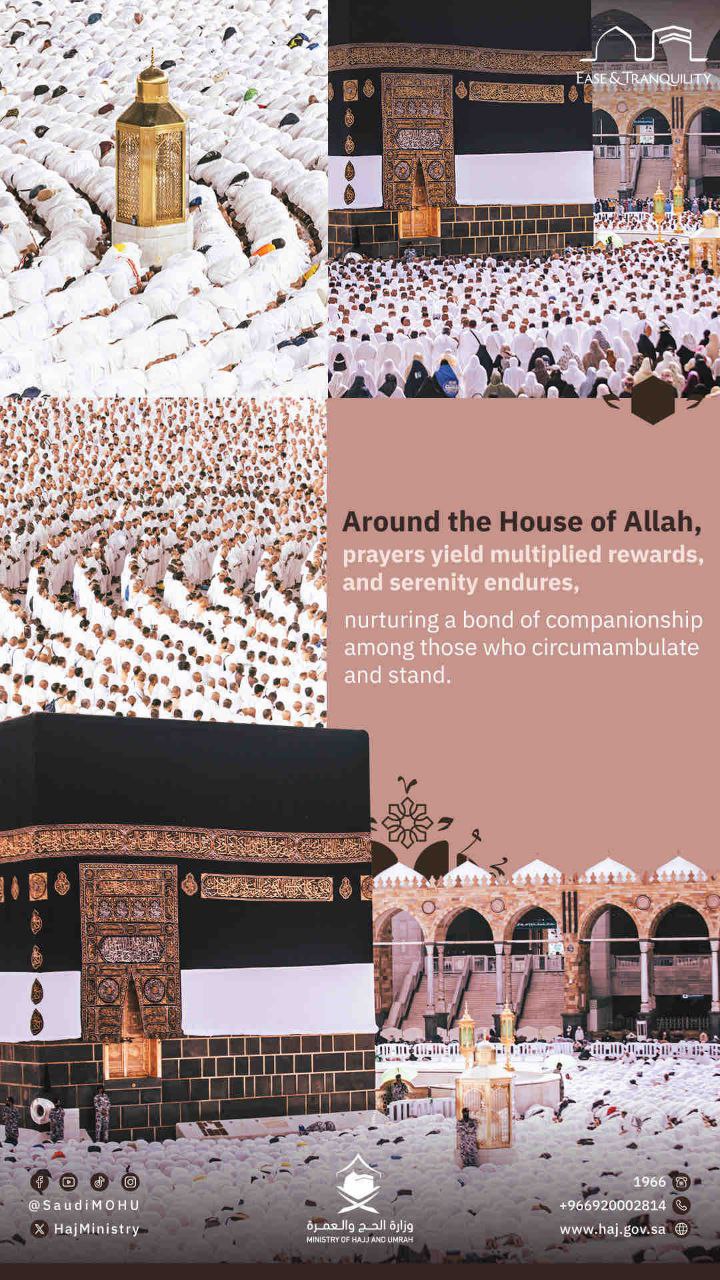 EASE & TRANQUILITY
Around the House of Allah,
prayers yield multiplied rewards,
and serenity endures,
nurturing a bond of companionship
among those who circumambulate
and stand.
@SaudiMOHU
HajMinistry
وزارة الحج والعمرة
MINISTRY OF HAJJ AND UMRAH
1966
+966920002814
www.haj.gov.sa